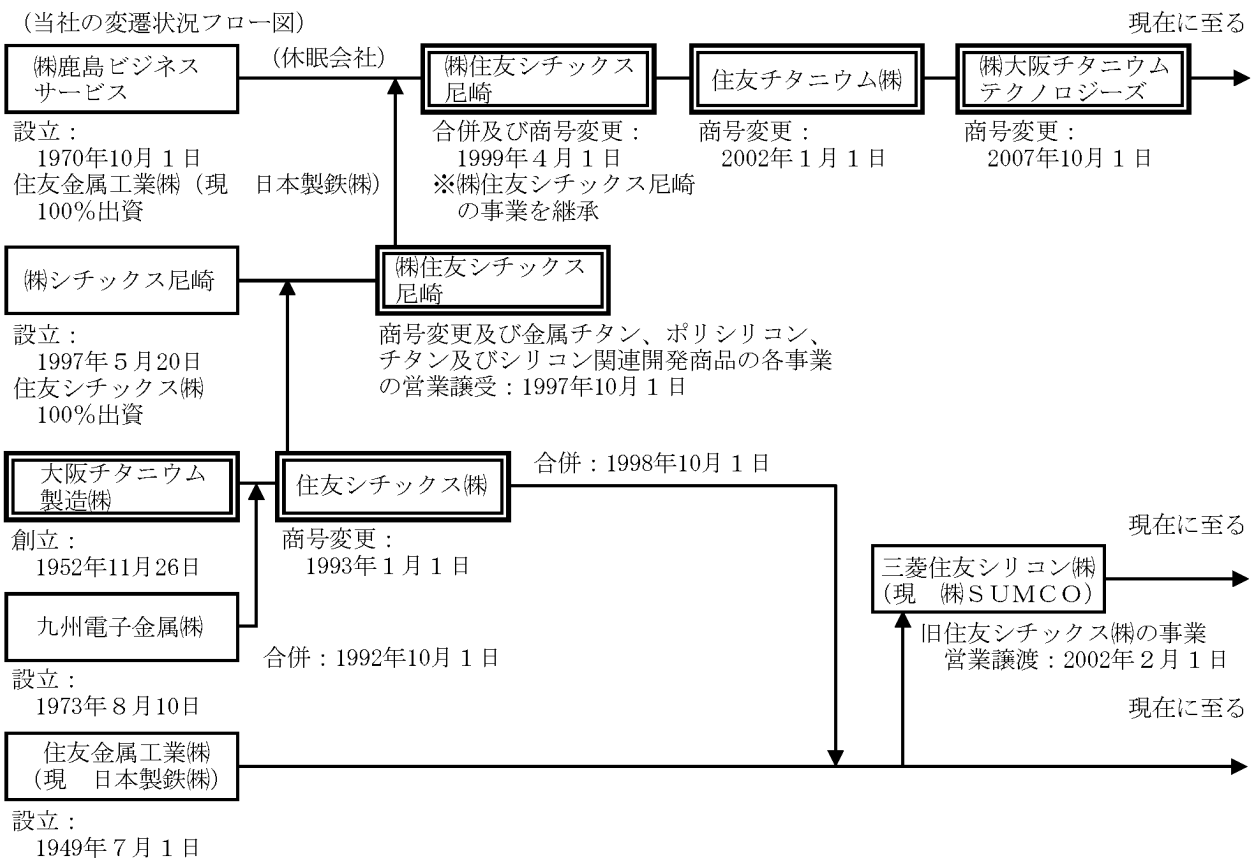 （当社の変遷状況フロー図）
現在に至る
㈱鹿島ビジネス
サービス
（休眠会社）
㈱住友シチックス
尼崎
住友チタニウム㈱
㈱大阪チタニウム
テクノロジーズ
設立：
1970年10月１日
住友金属工業㈱（現　日本製鉄㈱）
100％出資
合併及び商号変更：
1999年４月１日
※㈱住友シチックス尼崎
の事業を継承
商号変更：
2002年１月１日
商号変更：
2007年10月１日
㈱シチックス尼崎
㈱住友シチックス
尼崎
設立：
1997年５月20日
住友シチックス㈱
100％出資
商号変更及び金属チタン、ポリシリコン、
チタン及びシリコン関連開発商品の各事業
の営業譲受：1997年10月１日
大阪チタニウム
製造㈱
住友シチックス㈱
合併：1998年10月１日
創立：
1952年11月26日
商号変更：
1993年１月１日
現在に至る
三菱住友シリコン㈱
（現　㈱ＳＵＭＣＯ）
九州電子金属㈱
合併：1992年10月１日
旧住友シチックス㈱の事業
営業譲渡：2002年２月１日
設立：
1973年８月10日
現在に至る
住友金属工業㈱
（現　日本製鉄㈱）
設立：
1949年７月１日